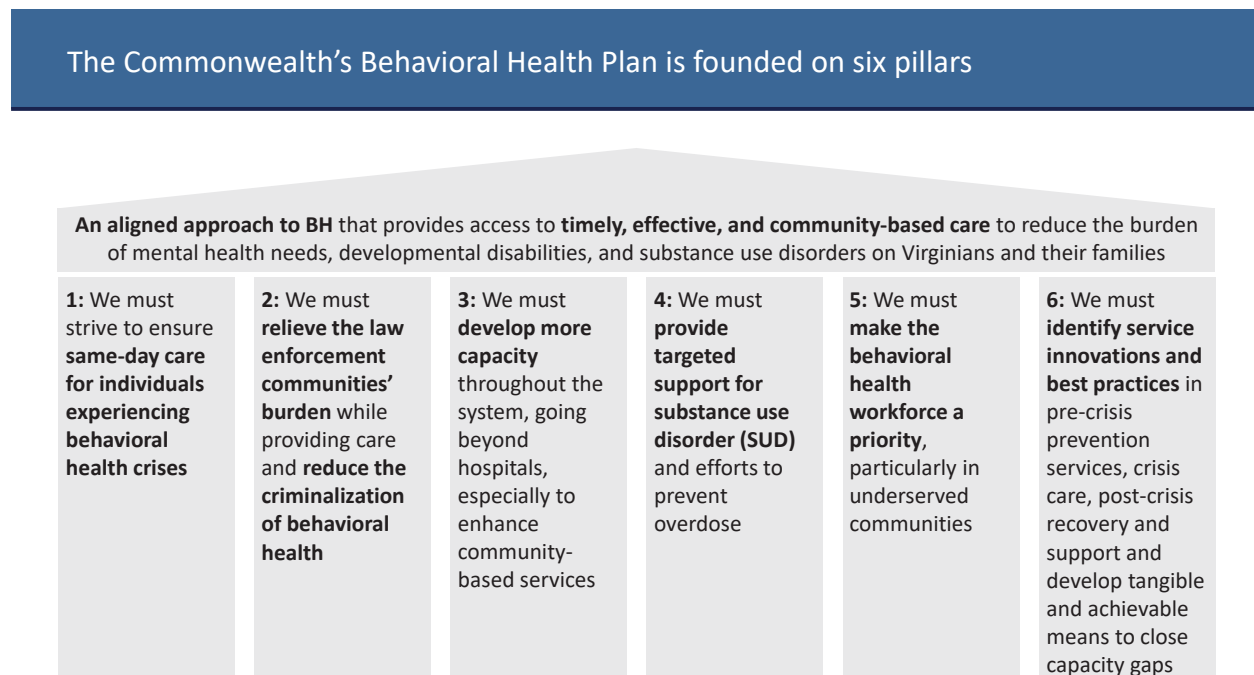 The Commonwealth’s Behavioral Health Plan is founded on six pillars
An aligned approach to BH that provides access to timely, effective, and community-based care to reduce the burden
of mental health needs, developmental disabilities, and substance use disorders on Virginians and their families
1: We must
strive to ensure
same-day care
for individuals
experiencing
behavioral
health crises
2: We must
relieve the law
enforcement
communities’
burden while
providing care
and reduce the
criminalization
of behavioral
health
3: We must
develop more
capacity
throughout the
system, going
beyond
hospitals,
especially to
enhance
community-
based services
4: We must
provide
targeted
support for
substance use
disorder (SUD)
and efforts to
prevent
overdose
5: We must
make the
behavioral
health
workforce a
priority,
particularly in
underserved
communities
6: We must
identify service
innovations and
best practices in
pre-crisis
prevention
services, crisis
care, post-crisis
recovery and
support and
develop tangible
and achievable
means to close
capacity gaps